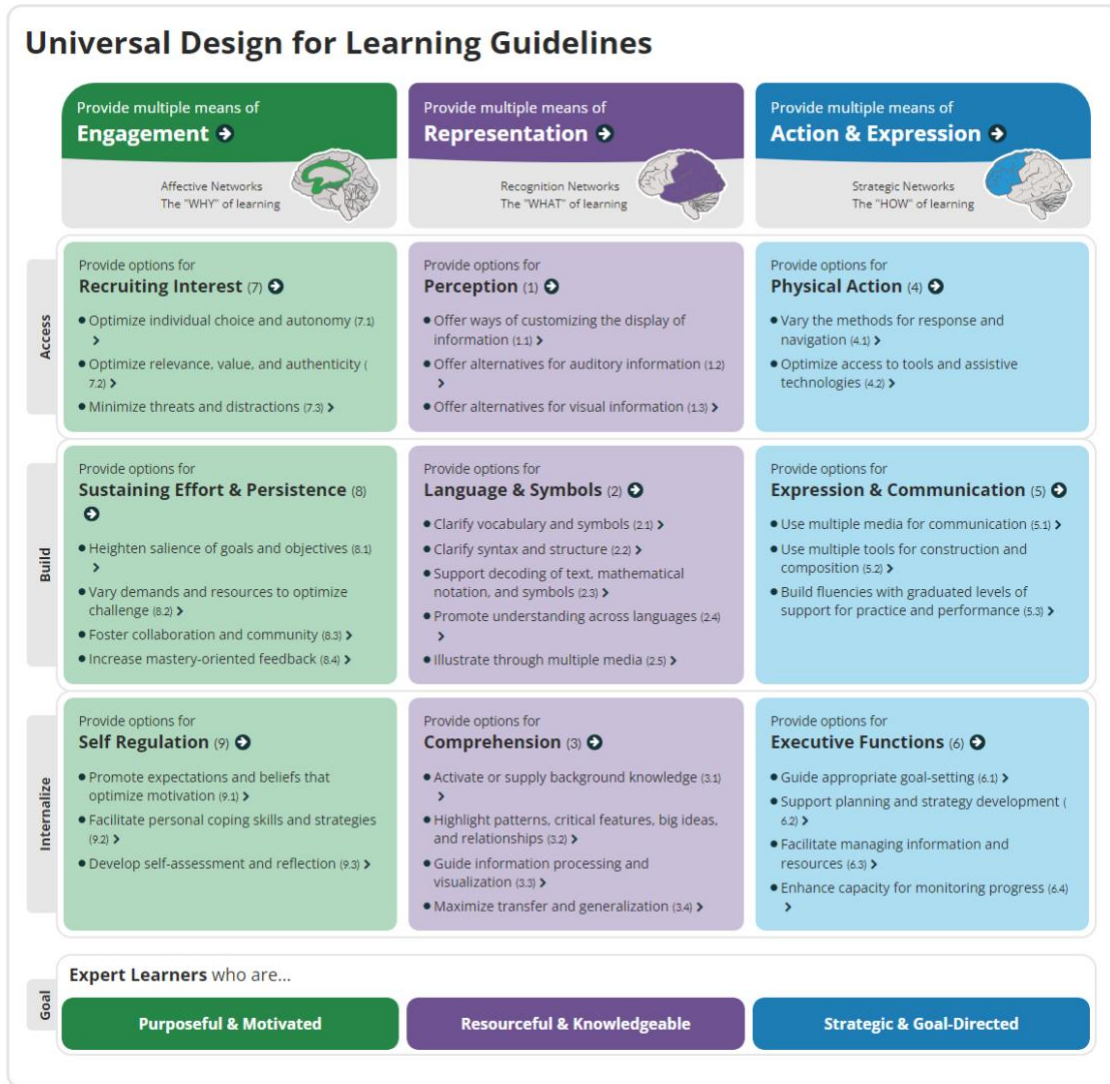 Universal Design for Learning Guidelines
Provide multiple means of
Engagement
Affective Networks
The "WHY" of learning
Provide multiple means of
Representation
Recognition Networks
The "WHAT" of learning
Provide multiple means of
Action & Expression
Strategic Networks
The "HOW" of learning
Access
Provide options for
Recruiting Interest (7)
• Optimize individual choice and autonomy (7.1)
• Optimize relevance, value, and authenticity (
7.2)
• Minimize threats and distractions (7.3)
Provide options for
Perception (1)
• Offer ways of customizing the display of
information (1.1)
• Offer alternatives for auditory information (1.2)
• Offer alternatives for visual information (1.3)
Provide options for
Physical Action (4)
• Vary the methods for response and
navigation (4.1)
• Optimize access to tools and assistive
technologies (4.2)
Build
Provide options for
Sustaining Effort & Persistence (8)
• Heighten salience of goals and objectives (8.1)
• Vary demands and resources to optimize
challenge (8.2)
• Foster collaboration and community (8.3)
• Increase mastery-oriented feedback (8.4)
Provide options for
Language & Symbols (2)
• Clarify vocabulary and symbols (2.1)
• Clarify syntax and structure (2.2)
• Support decoding of text, mathematical
notation, and symbols (2.3)
• Promote understanding across languages (2.4)
• Illustrate through multiple media (2.5)
Provide options for
Expression & Communication (5)
• Use multiple media for communication (5.1)
• Use multiple tools for construction and
composition (5.2)
• Build fluencies with graduated levels of
support for practice and performance (5.3)
Internalize
Provide options for
Self Regulation (9)
• Promote expectations and beliefs that
optimize motivation (9.1)
• Facilitate personal coping skills and strategies
(9.2)
• Develop self-assessment and reflection (9.3)
Provide options for
Comprehension (3)
• Activate or supply background knowledge (3.1)
• Highlight patterns, critical features, big ideas,
and relationships (3.2)
• Guide information processing and
visualization (3.3)
• Maximize transfer and generalization (3.4)
Provide options for
Executive Functions (6)
• Guide appropriate goal-setting (6.1)
• Support planning and strategy development (
6.2)
• Facilitate managing information and
resources (6.3)
• Enhance capacity for monitoring progress (6.4)
Goal
Expert Learners who are...
Purposeful & Motivated
Resourceful & Knowledgeable
Strategic & Goal-Directed